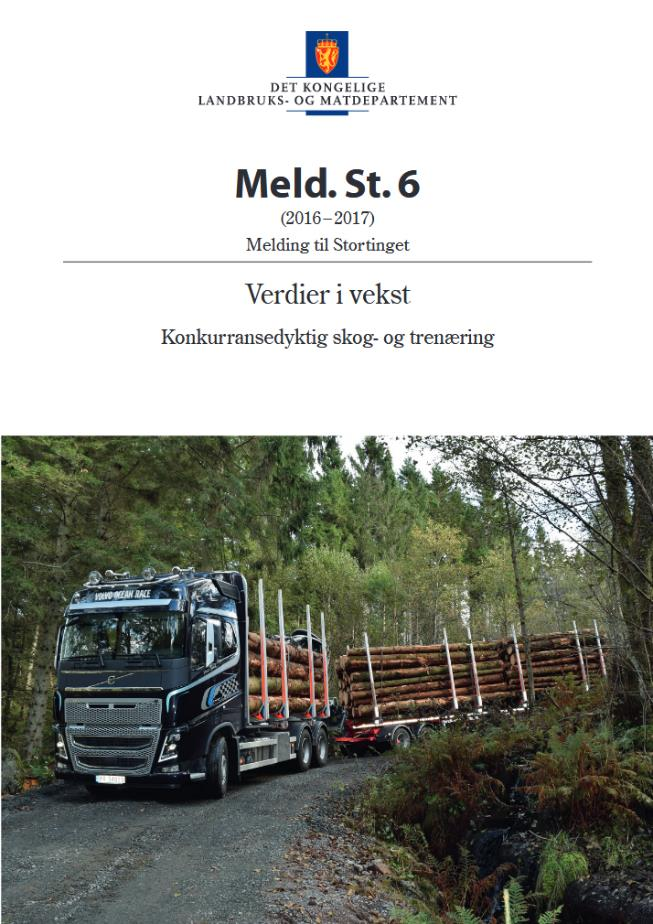 DET KONGELIGE
LANDBRUKS- OG MATDEPARTEMENT
Meld. St. 6
(2016–2017)
Melding til Stortinget
Verdier i vekst
Konkurransedyktig skog- og trenæring
VOLVO OCEAN RACE